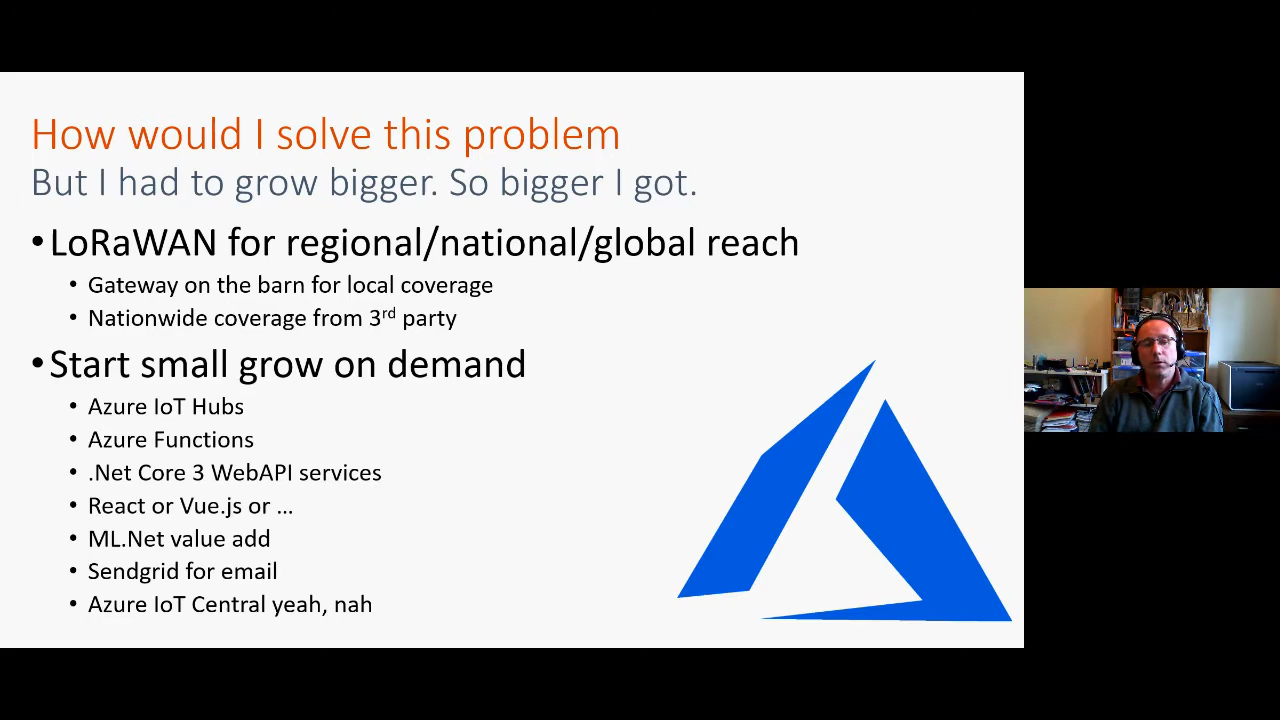 How would I solve this problem
But I had to grow bigger. So bigger I got.
•LoRaWAN for regional/national/global reach
• Gateway on the barn for local coverage
• Nationwide coverage from 3rd party
•Start small grow on demand
• Azure IoT Hubs
• Azure Functions
• .Net Core 3 WebAPI services
• React or Vue.js or …
• ML.Net value add
• Sendgrid for email
• Azure IoT Central yeah, nah